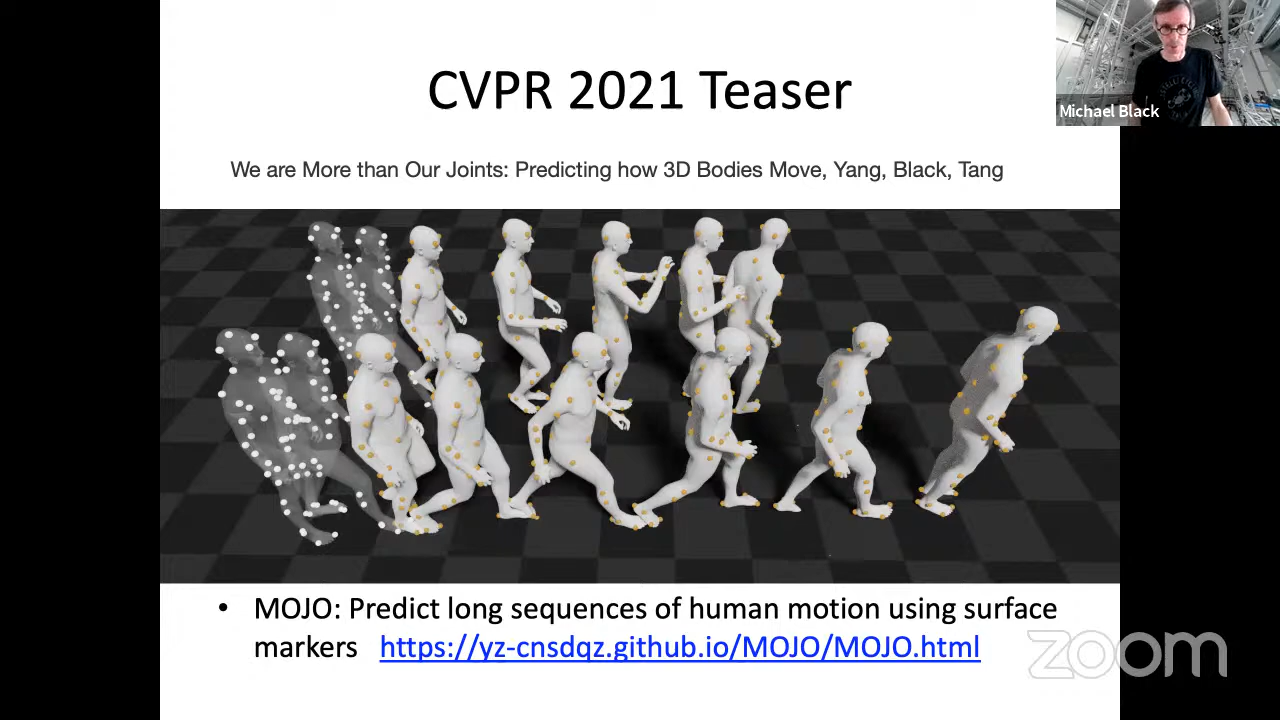 CVPR 2021 Teaser
Michael Black
We are More than Our Joints: Predicting how 3D Bodies Move, Yang, Black, Tang
• MOJO: Predict long sequences of human motion using surface
markers https://yz-cnsdqz.github.io/MOJO/MOJO.html
zoom